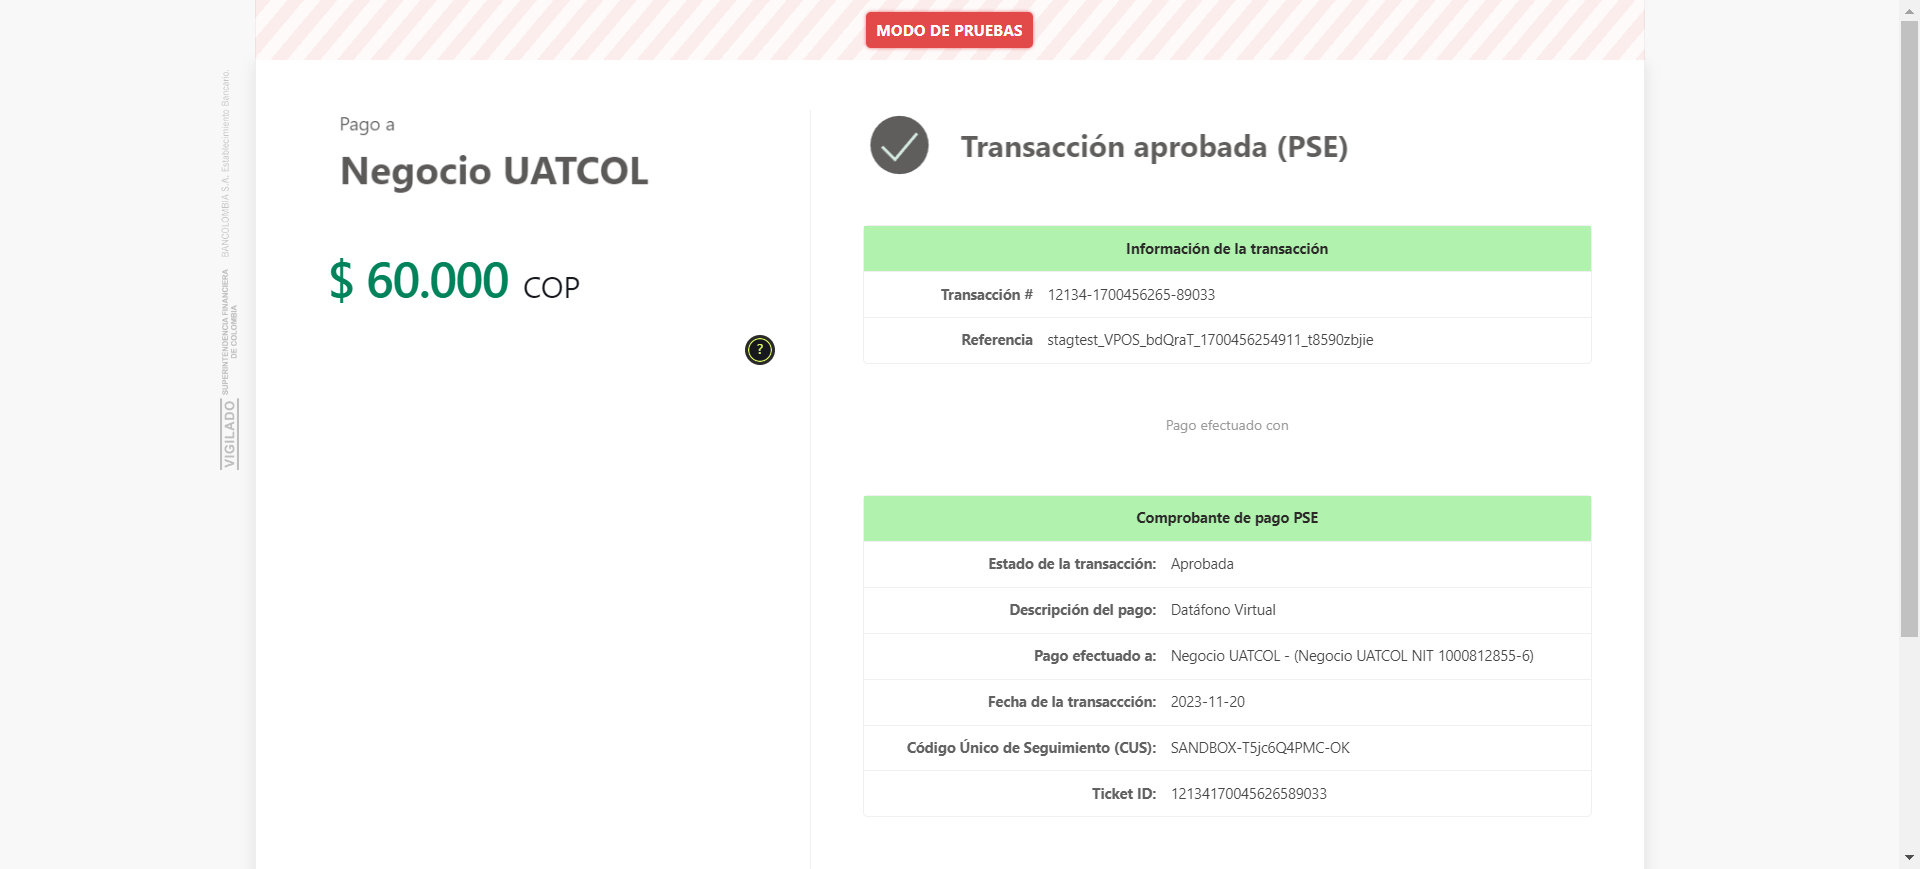 MODO DE PRUEBAS
BANCOLOMBIA S.A. Establecimiento Bancario.
SUPERINTENDENCIA FINANCIERA
DE COLOMBIA
VIGILADO
Pago a
Negocio UATCOL
$ 60.000 COP
?
Transacción aprobada (PSE)
Información de la transacción
Transacción # 12134-1700456265-89033
Referencia stagtest_VPOS_bdQraT_1700456254911_t8590zbjie
Pago efectuado con
Comprobante de pago PSE
Estado de la transacción: Aprobada
Descripción del pago: Datáfono Virtual
Pago efectuado a: Negocio UATCOL - (Negocio UATCOL NIT 1000812855-6)
Fecha de la transaccción: 2023-11-20
Código Único de Seguimiento (CUS): SANDBOX-T5jc6Q4PMC-OK
Ticket ID: 12134170045626589033